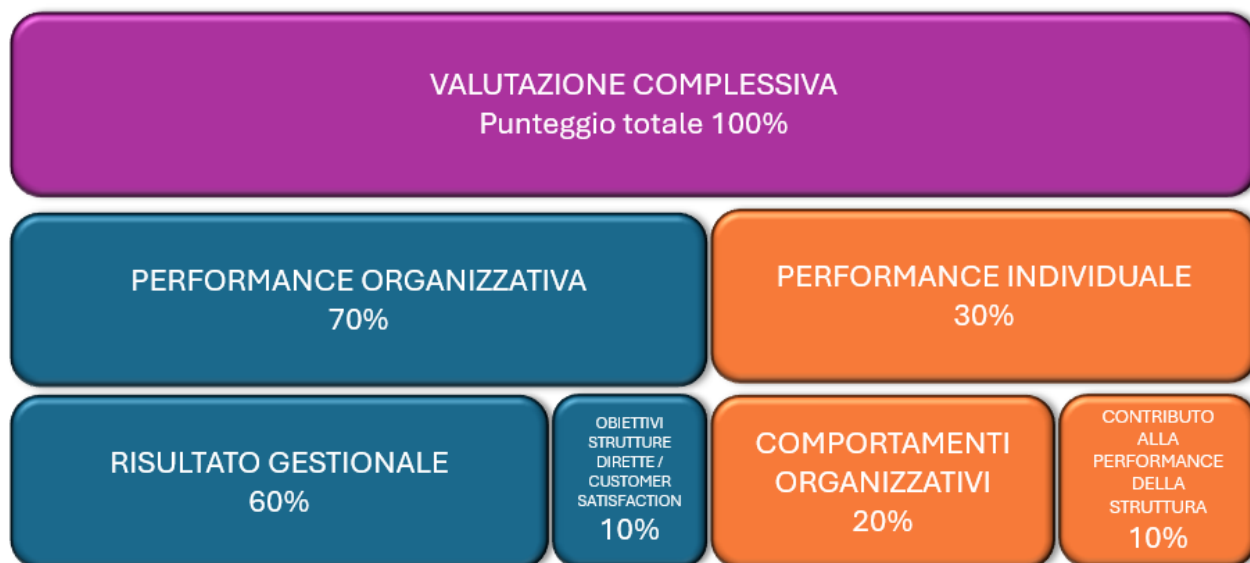 VALUTAZIONE COMPLESSIVA
Punteggio totale 100%
PERFORMANCE ORGANIZZATIVA
70%
PERFORMANCE INDIVIDUALE
30%
RISULTATO GESTIONALE
60%
OBIETTIVI
STRUTTURE
DIRETTE /
CUSTOMER
SATISFACTION
10%
COMPORTAMENTI
ORGANIZZATIVI
20%
CONTRIBUTO
ALLA
PERFORMANCE
DELLA
STRUTTURA
10%